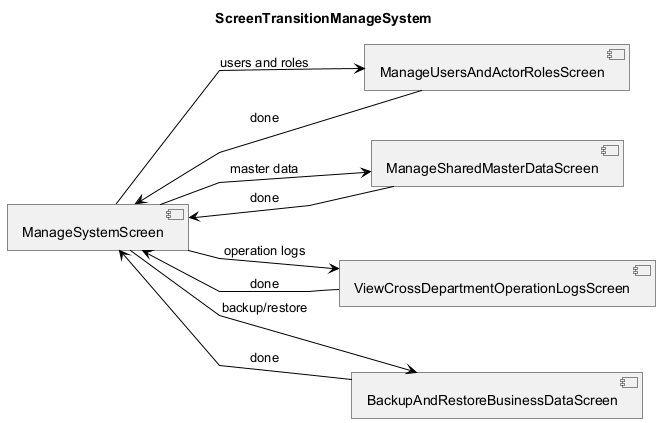 ScreenTransitionManageSystem
users and roles
ManageUsersAndActorRolesScreen
done
master data
ManageSharedMasterDataScreen
done
ManageSystemScreen
operation logs
ViewCrossDepartmentOperationLogsScreen
done
backup/restore
done
BackupAndRestoreBusinessDataScreen